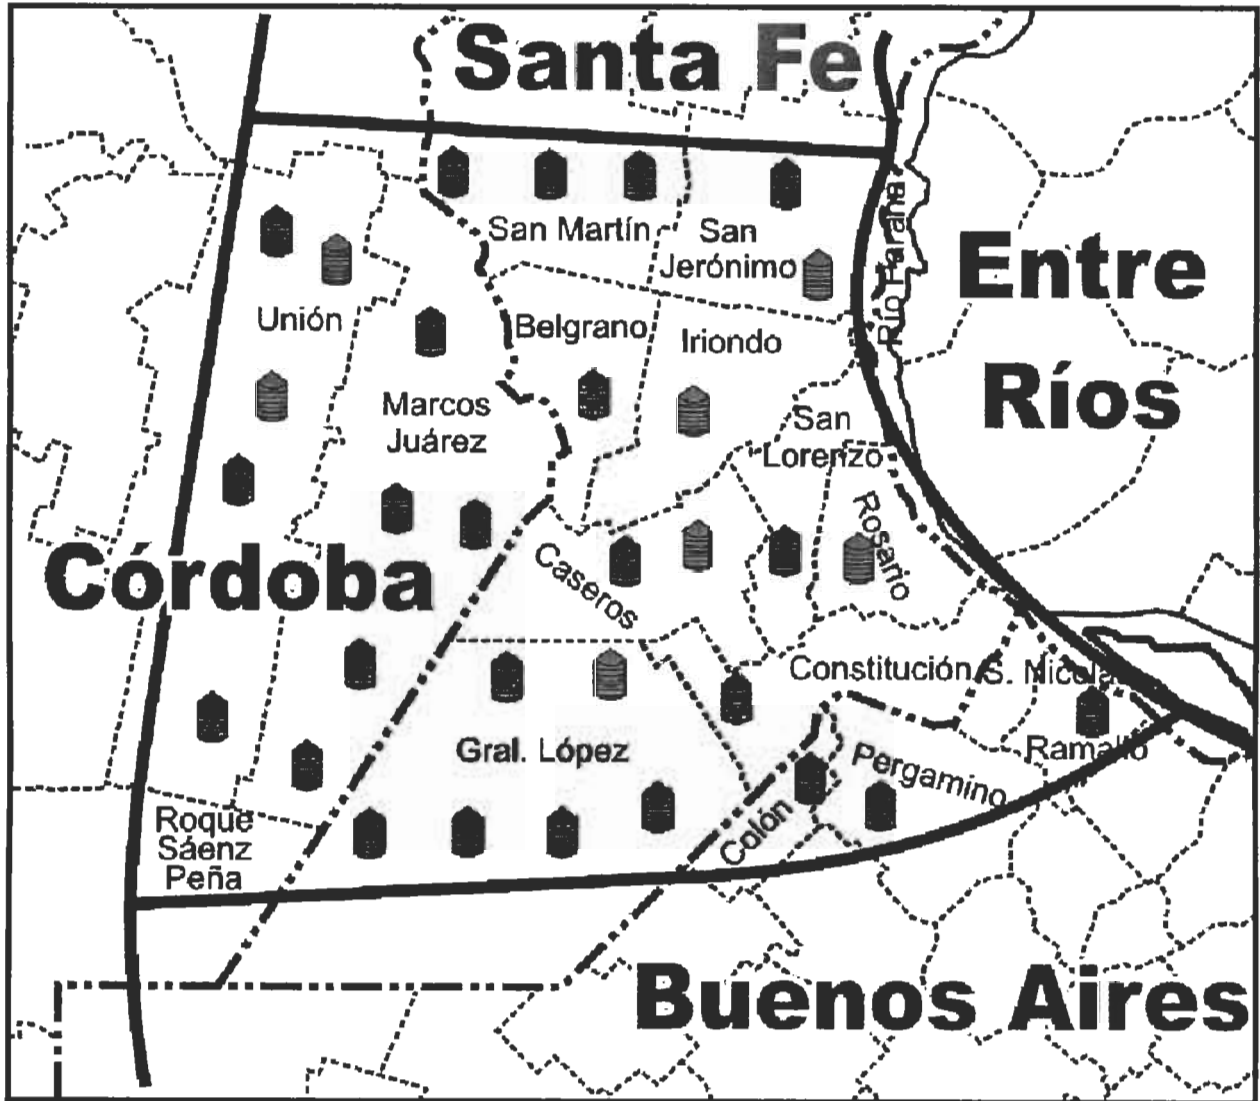 Santa Fe
San Martín
San
Jerónimo
Río Paraná
Entre
Ríos
Unión
Belgrano
Iriondo
Marcos
Juárez
San
Lorenzo
Rosario
Córdoba
Caseros
Constitución
S. Nicolá
Ramallo
Gral. López
Pergamino
Colón
Roque
Sáenz
Peña
Buenos Aires